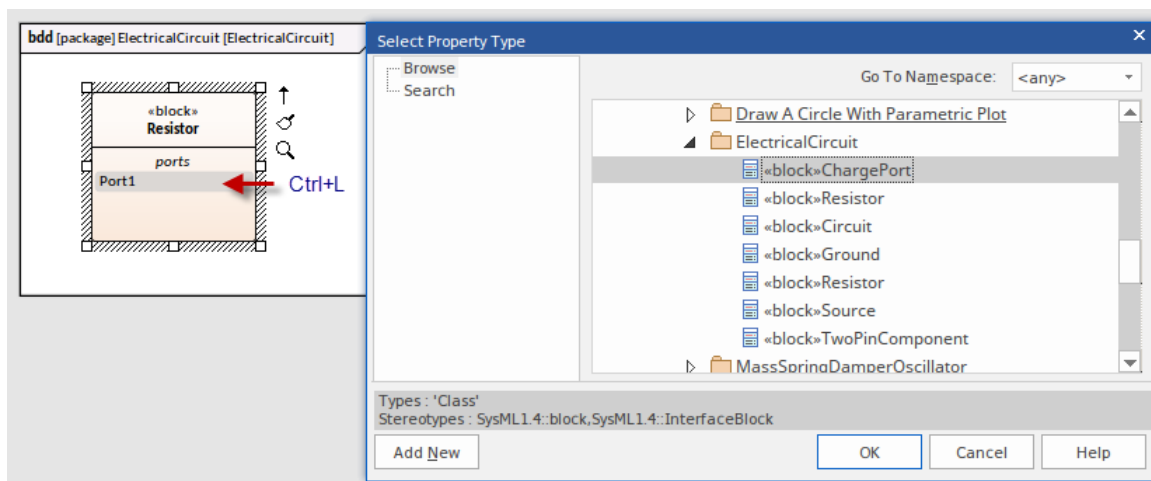 bdd [package] ElectricalCircuit [ElectricalCircuit]
«block»
Resistor
ports
Port1
Ctrl+L
Select Property Type
Browse
Search
Go To Namespace:
<any>
Draw A Circle With Parametric Plot
ElectricalCircuit
«block»ChargePort
«block»Resistor
«block»Circuit
«block»Ground
«block»Resistor
«block»Source
«block»TwoPinComponent
MassSpringDamperOscillator
Types : 'Class'
Stereotypes : SysML1.4::block,SysML1.4::InterfaceBlock
Add New
OK
Cancel
Help